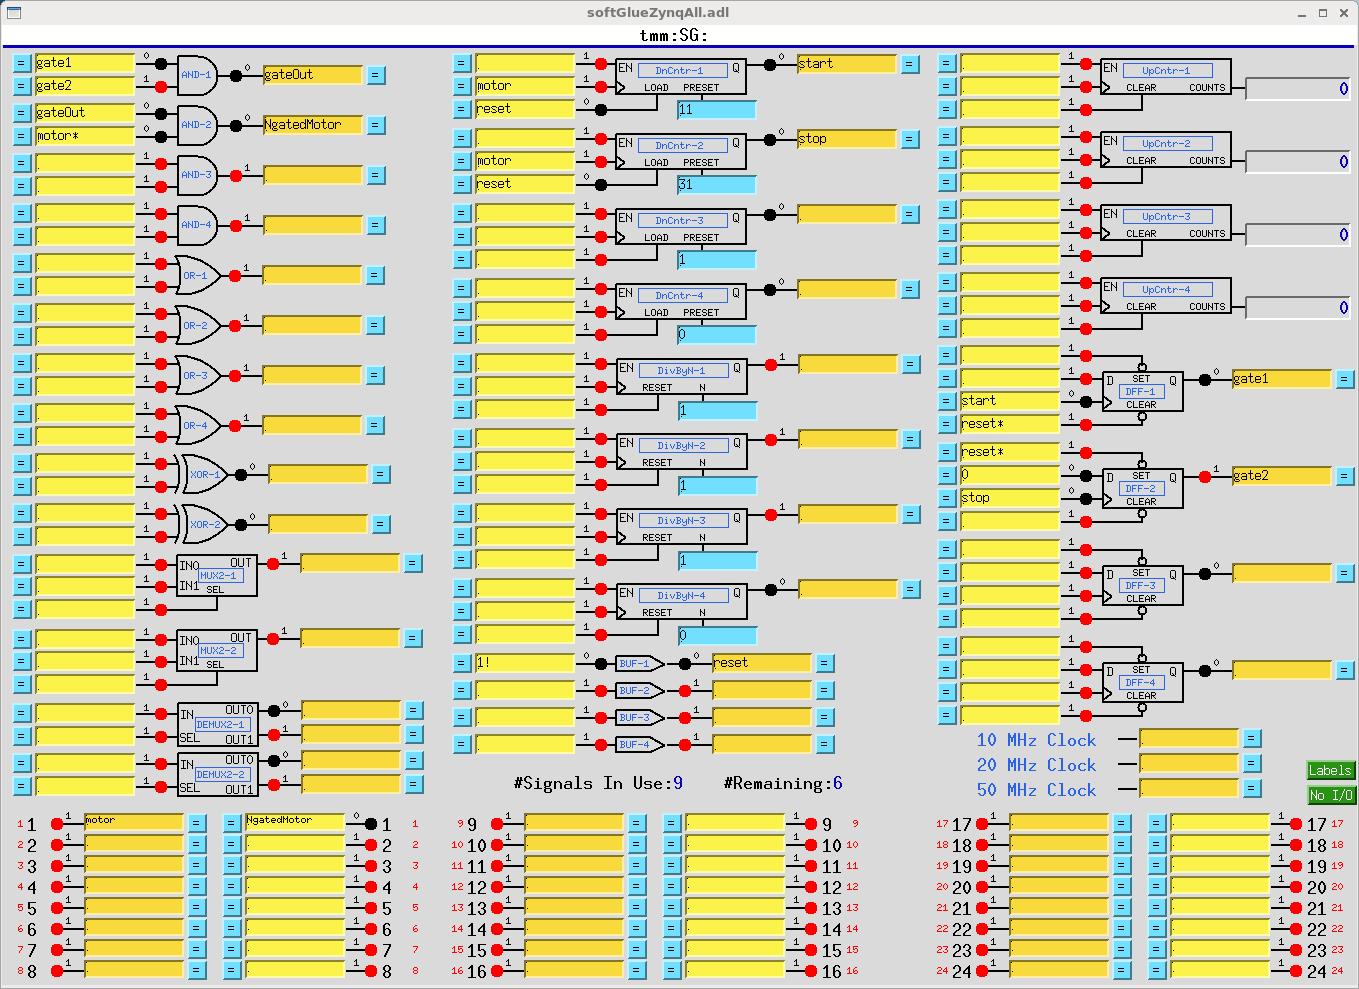 softGlueZynqAll.adl
tmm:SG:
gate1 0 AND-1 0 gateOut
gate2 1
gateOut 0 AND-2 0 NgatedMotor
motor* 0
1 AND-3 1
1
1 AND-4 1
1
1 OR-1 1
1
1 OR-2 1
1
1 OR-3 1
1
1 OR-4 1
1
1 XOR-1 0
1
1 XOR-2 0
1
1 IN0 OUT 1
MUX2-1
1 IN1 SEL
1
1 IN0 OUT 1
MUX2-2
1 IN1 SEL
1
1 IN OUT0 0
DEMUX2-1
1 SEL OUT1 1
1 IN OUT0 0
DEMUX2-2
1 SEL OUT1 1
1 EN DnCntr-1 Q 0 start
motor 1 LOAD PRESET
reset 0 11
1 EN DnCntr-2 Q 0 stop
motor 1 LOAD PRESET
reset 0 31
1 EN DnCntr-3 Q 0
1 LOAD PRESET
1 1
1 EN DnCntr-4 Q 0
1 LOAD PRESET
1 0
1 EN DivByN-1 Q 1
1 RESET N
1 1
1 EN DivByN-2 Q 1
1 RESET N
1 1
1 EN DivByN-3 Q 1
1 RESET N
1 1
1 EN DivByN-4 Q 0
1 RESET N
1 0
1! 0 BUF-1 0 reset
1 BUF-2 1
1 BUF-3 1
1 BUF-4 1
#Signals In Use:9 #Remaining:6
1 EN UpCntr-1
1 CLEAR COUNTS 0
1
1 EN UpCntr-2
1 CLEAR COUNTS 0
1
1 EN UpCntr-3
1 CLEAR COUNTS 0
1
1 EN UpCntr-4
1 CLEAR COUNTS 0
1
1
1 D SET Q 0 gate1
DFF-1
start 0 CLEAR
reset* 1
reset* 1
0 0 D SET Q 1 gate2
DFF-2
stop 0 CLEAR
1
1
1 D SET Q 0
DFF-3
1 CLEAR
1
1
1 D SET Q 0
DFF-4
1 CLEAR
1
10 MHz Clock
20 MHz Clock
50 MHz Clock
Labels
No I/O
1 1 1 motor NgatedMotor 0 1 1 9 9 1 1 9 9 17 17 1 1 17 17
2 2 1 1 2 2 10 10 1 1 10 10 18 18 1 1 18 18
3 3 1 1 3 3 11 11 1 1 11 11 19 19 1 1 19 19
4 4 1 1 4 4 12 12 1 1 12 12 20 20 1 1 20 20
5 5 1 1 5 5 13 13 1 1 13 13 21 21 1 1 21 21
6 6 1 1 6 6 14 14 1 1 14 14 22 22 1 1 22 22
7 7 1 1 7 7 15 15 1 1 15 15 23 23 1 1 23 23
8 8 1 1 8 8 16 16 1 1 16 16 24 24 1 1 24 24